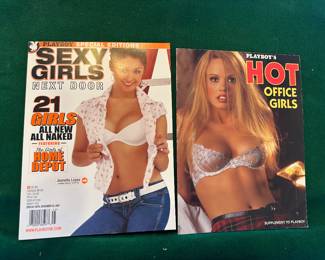 PLAYBOY SPECIAL EDITIONS
SEXY
GIRLS
NEXT DOOR
21
GIRLS
ALL NEW
ALL NAKED
FEATURING
The Girls of
HOME
DEPOT
WWW.PLAYBOY.COM
PLAYBOY'S
HOT
OFFICE
GIRLS
SUPPLEMENT TO PLAYBOY